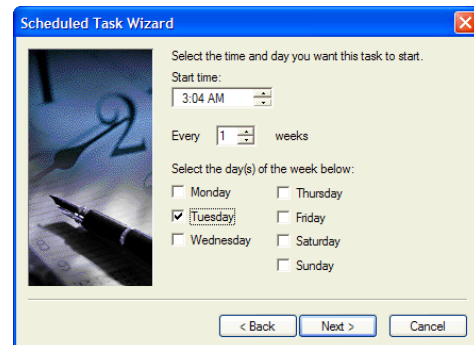 Scheduled Task Wizard
Select the time and day you want this task to start.
Start time:
3:04 AM
Every 1 weeks
Select the day(s) of the week below:
Monday Thursday
Tuesday Friday
Wednesday Saturday
Sunday
< Back Next > Cancel